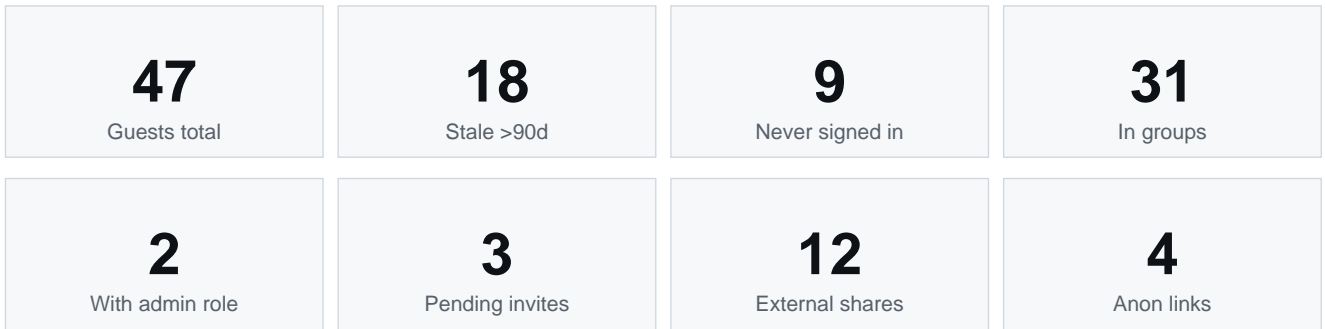 47
Guests total
18
Stale >90d
9
Never signed in
31
In groups
2
With admin role
3
Pending invites
12
External shares
4
Anon links